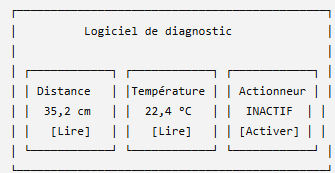 Logiciel de diagnostic
Distance Température Actionneur
35,2 cm 22,4 °C INACTIF
[Lire] [Lire] [Activer]